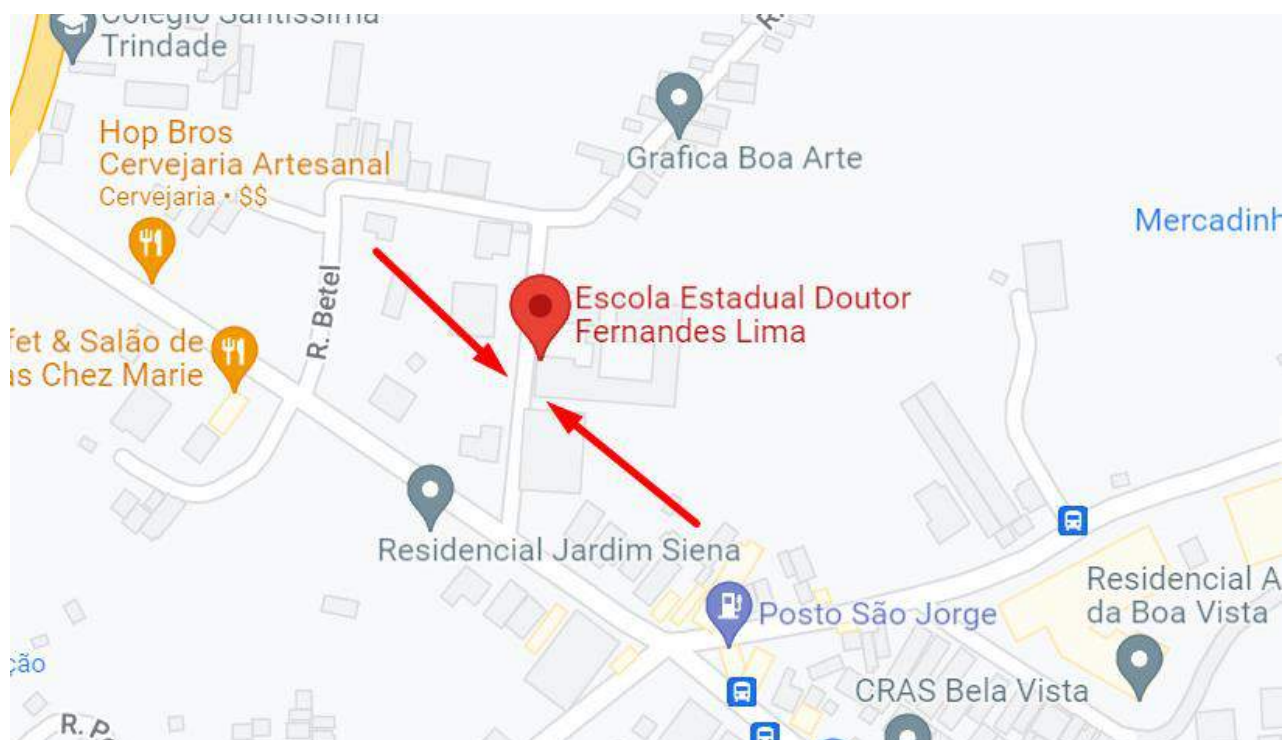 Colégio Santíssima
Trindade
Hop Bros
Cervejaria Artesanal
Cervejaria · $$
Grafica Boa Arte
Mercadinh
R. Betel
Escola Estadual Doutor
Fernandes Lima
fet & Salão de
as Chez Marie
Residencial Jardim Siena
Residencial A
da Boa Vista
Posto São Jorge
ção
CRAS Bela Vista
R.
R.